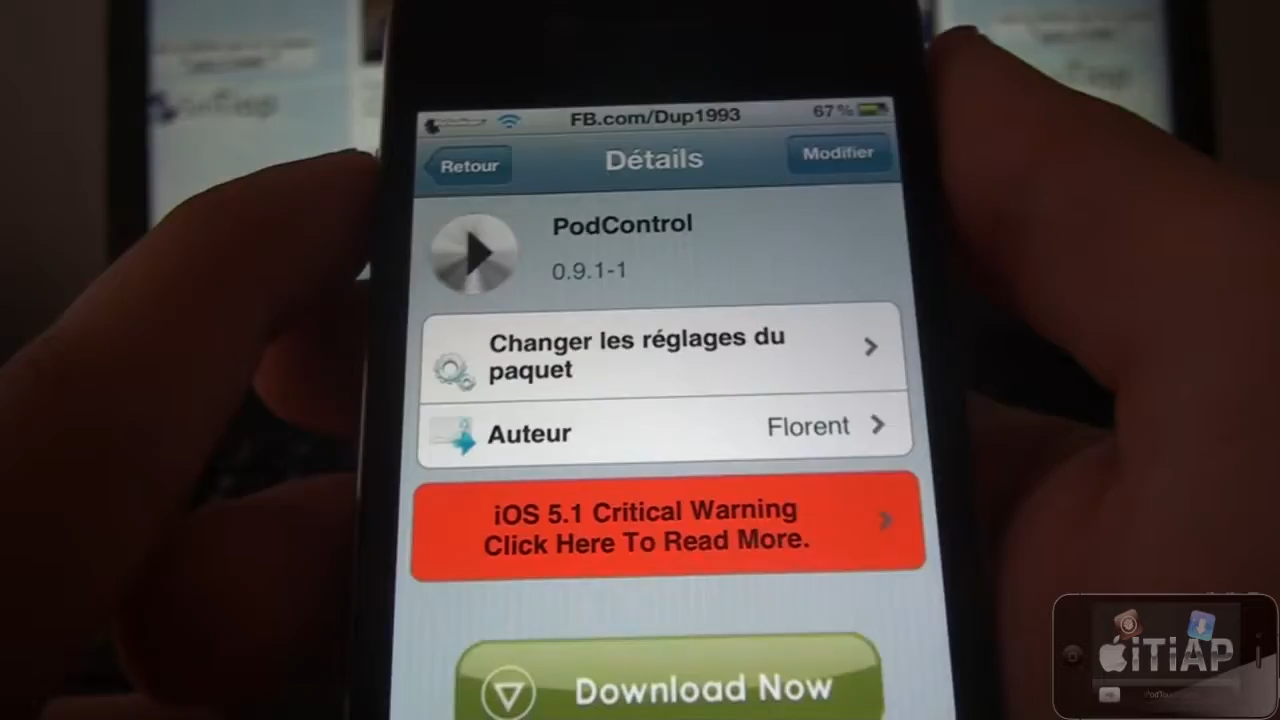 FB.com/Dup1993
67%
Retour
Détails
Modifier
PodControl
0.9.1-1
Changer les réglages du
paquet
Auteur
Florent
iOS 5.1 Critical Warning
Click Here To Read More.
Download Now
iTiAP